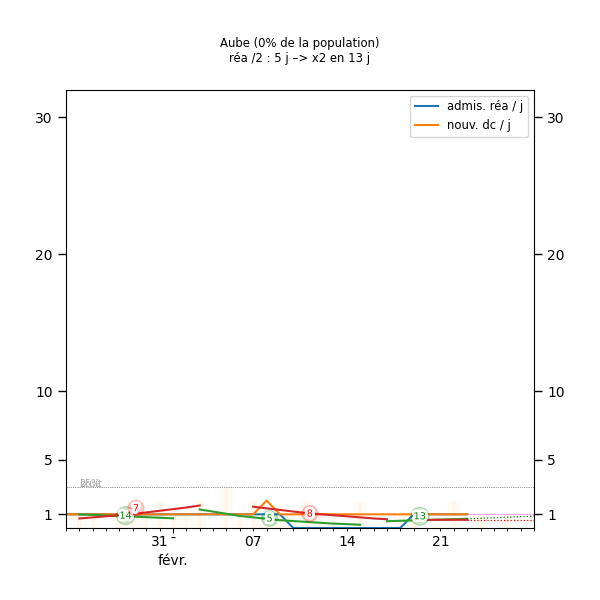 Aube (0% de la population)
réa /2 : 5 j –> x2 en 13 j
admis. réa / j
nouv. dc / j
30 30
20 20
10 10
5 5
7
14 5 8 13
1 1
31 - 07 14 21
févr.